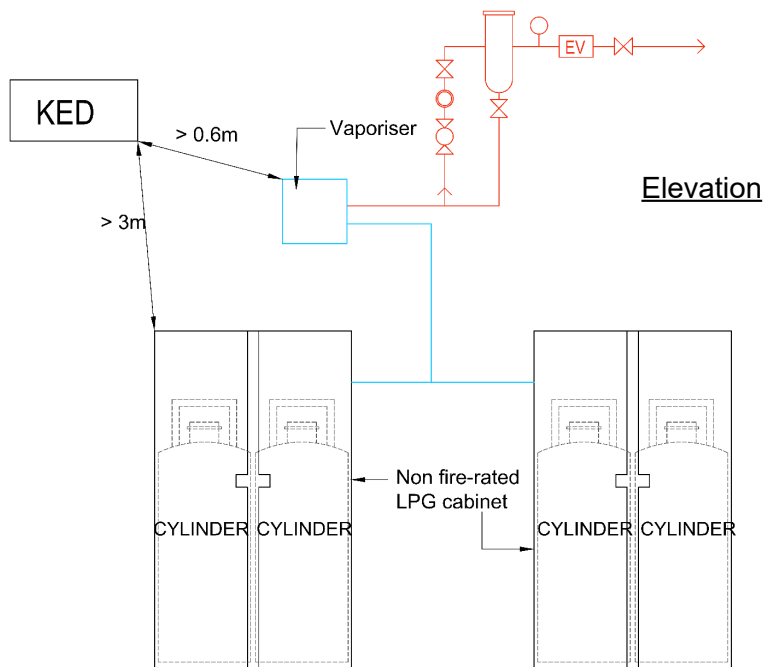 EV
KED
> 0.6m
Vaporiser
Elevation
> 3m
Non fire-rated
LPG cabinet
CYLINDER
CYLINDER
CYLINDER
CYLINDER